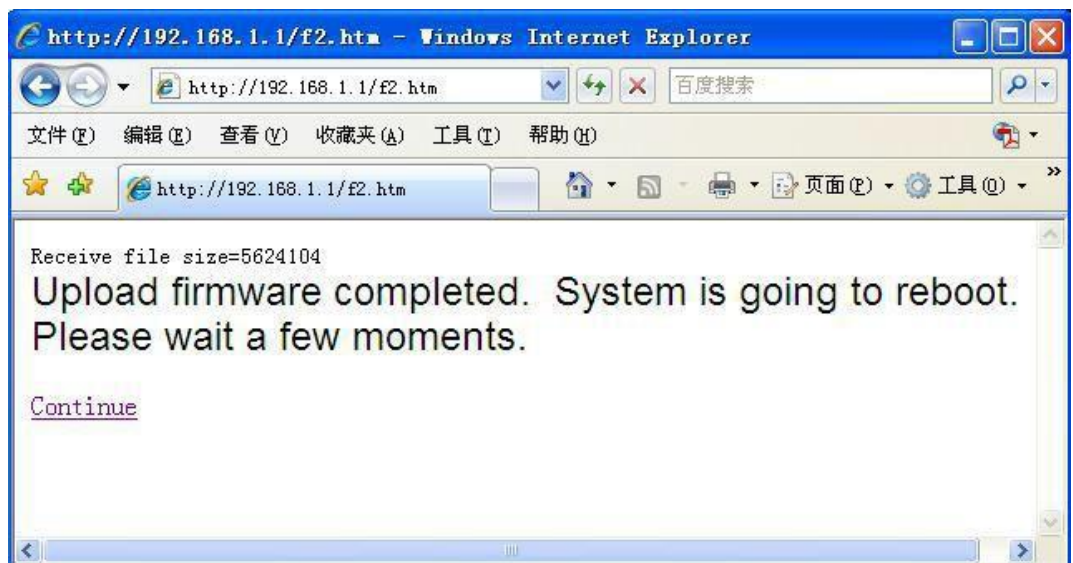 http://192.168.1.1/f2.htm - Windows Internet Explorer
http://192.168.1.1/f2.htm 百度搜索
文件(F) 编辑(E) 查看(V) 收藏夹(A) 工具(T) 帮助(H)
http://192.168.1.1/f2.htm 页面(P) 工具(O) »
Receive file size=5624104
Upload firmware completed. System is going to reboot.
Please wait a few moments.
Continue